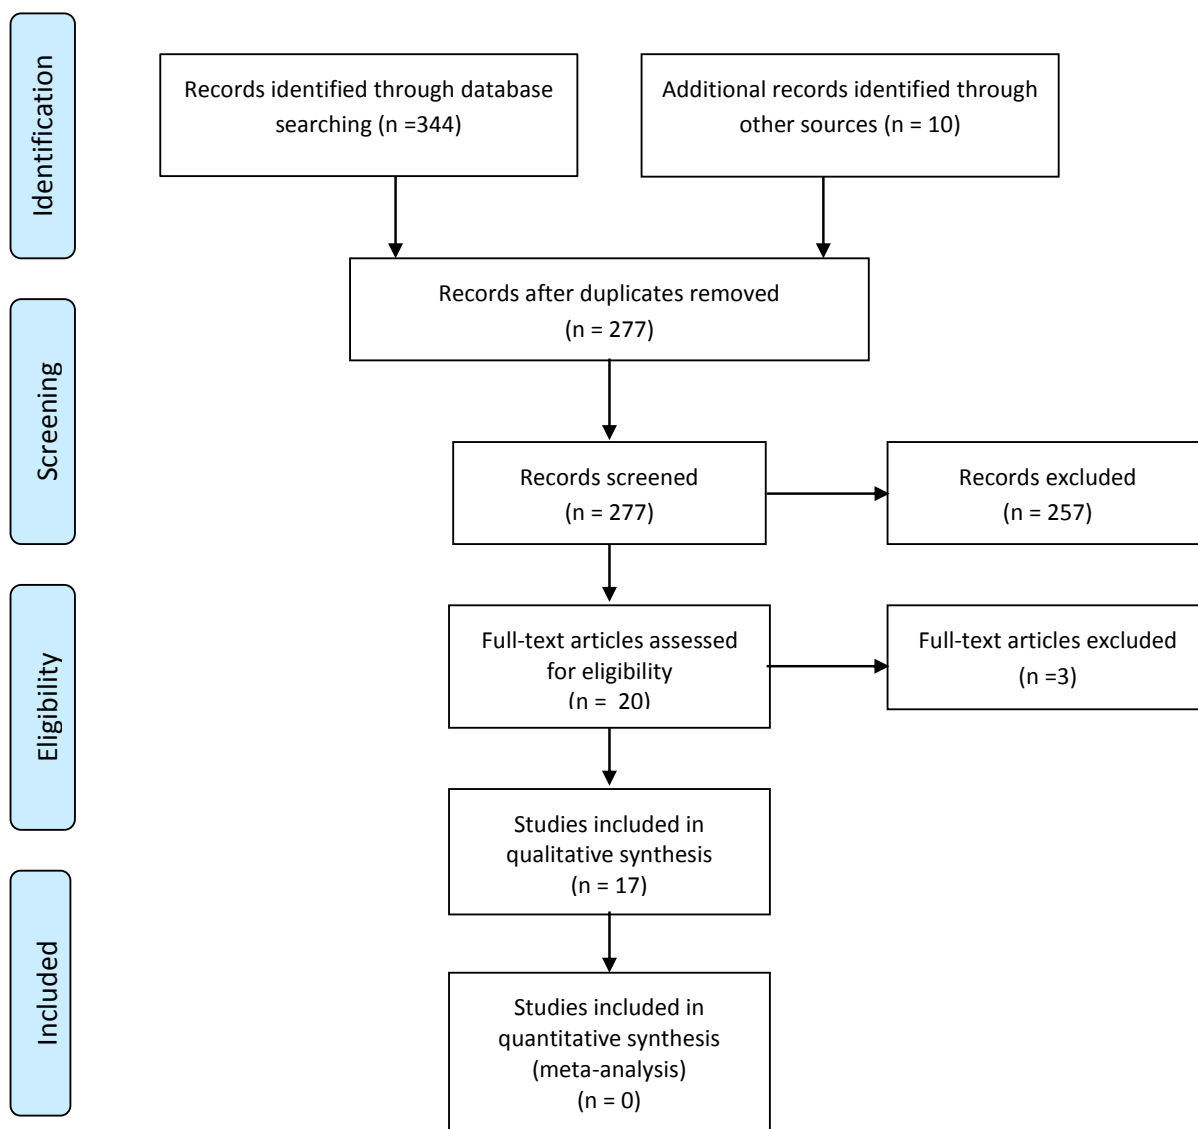 Identification
Records identified through database
searching (n =344)
Additional records identified through
other sources (n = 10)
Records after duplicates removed
(n = 277)
Screening
Records screened
(n = 277)
Records excluded
(n = 257)
Eligibility
Full-text articles assessed
for eligibility
(n = 20)
Full-text articles excluded
(n =3)
Studies included in
qualitative synthesis
(n = 17)
Included
Studies included in
quantitative synthesis
(meta-analysis)
(n = 0)